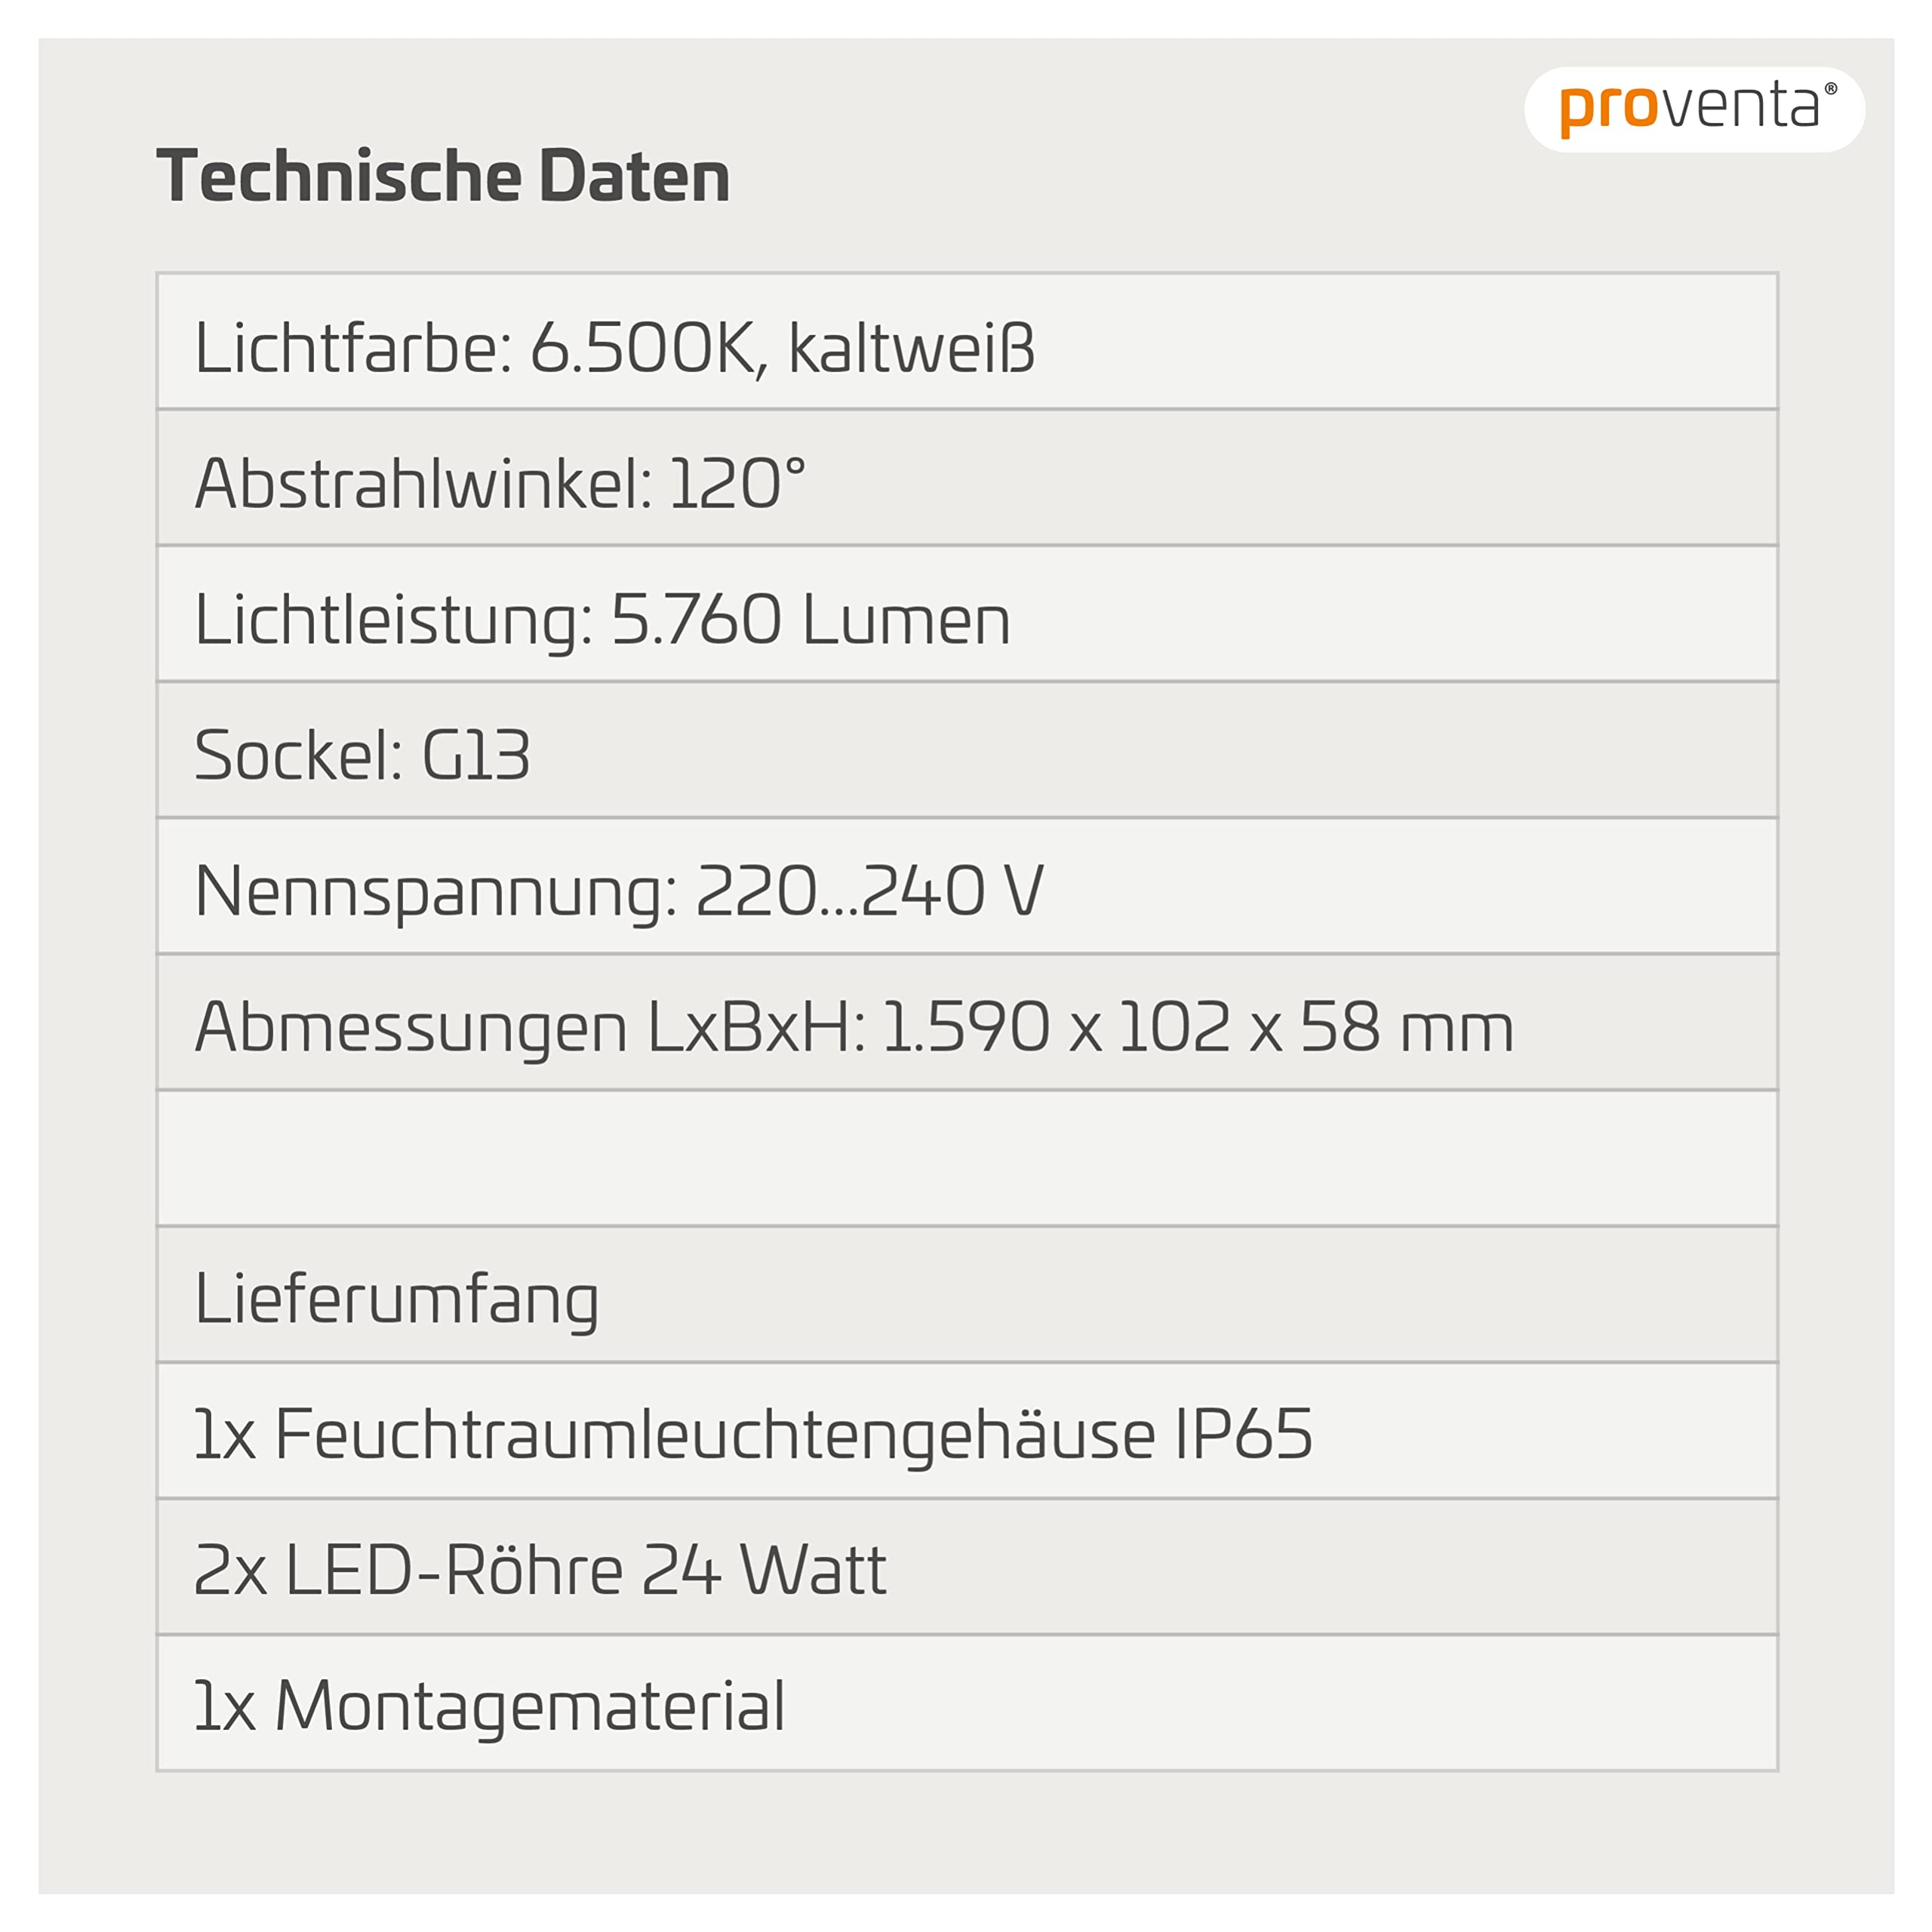 proventa®
Technische Daten
Lichtfarbe: 6.500K, kaltweiß
Abstrahlwinkel: 120°
Lichtleistung: 5.760 Lumen
Sockel: G13
Nennspannung: 220...240 V
Abmessungen LxBxH: 1.590 x 102 x 58 mm
Lieferumfang
1x Feuchtraumleuchtengehäuse IP65
2x LED-Röhre 24 Watt
1x Montagematerial